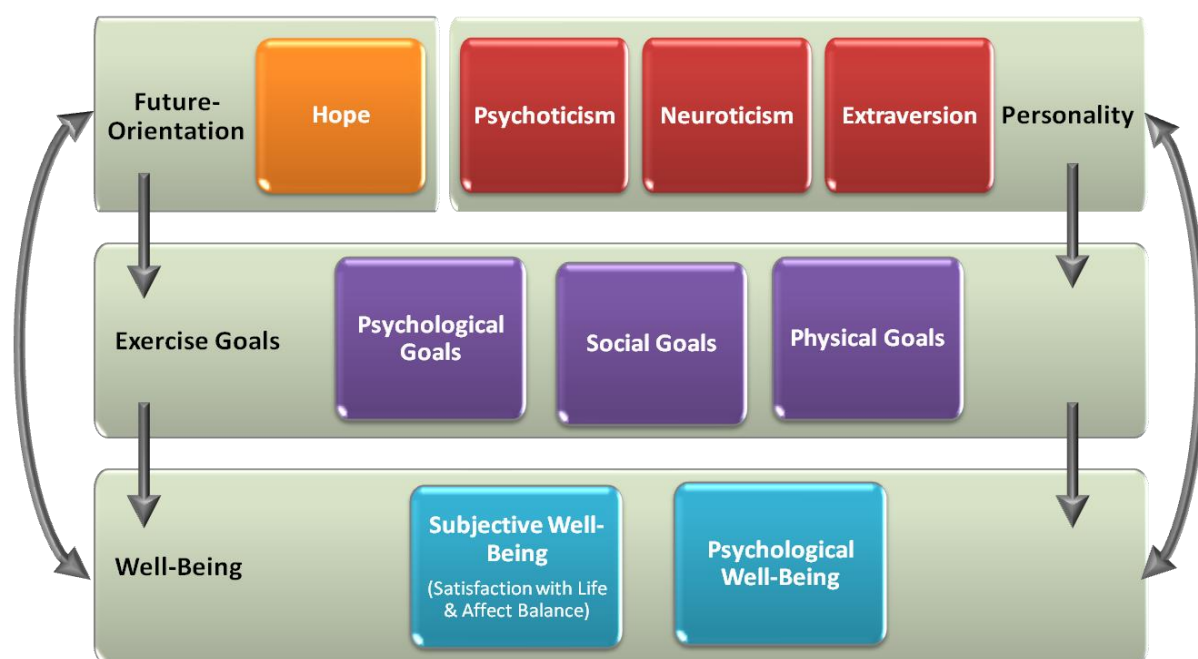 Future-
Orientation
Hope
Psychoticism
Neuroticism
Extraversion
Personality
Exercise Goals
Psychological
Goals
Social Goals
Physical Goals
Well-Being
Subjective Well-
Being
(Satisfaction with Life
& Affect Balance)
Psychological
Well-Being